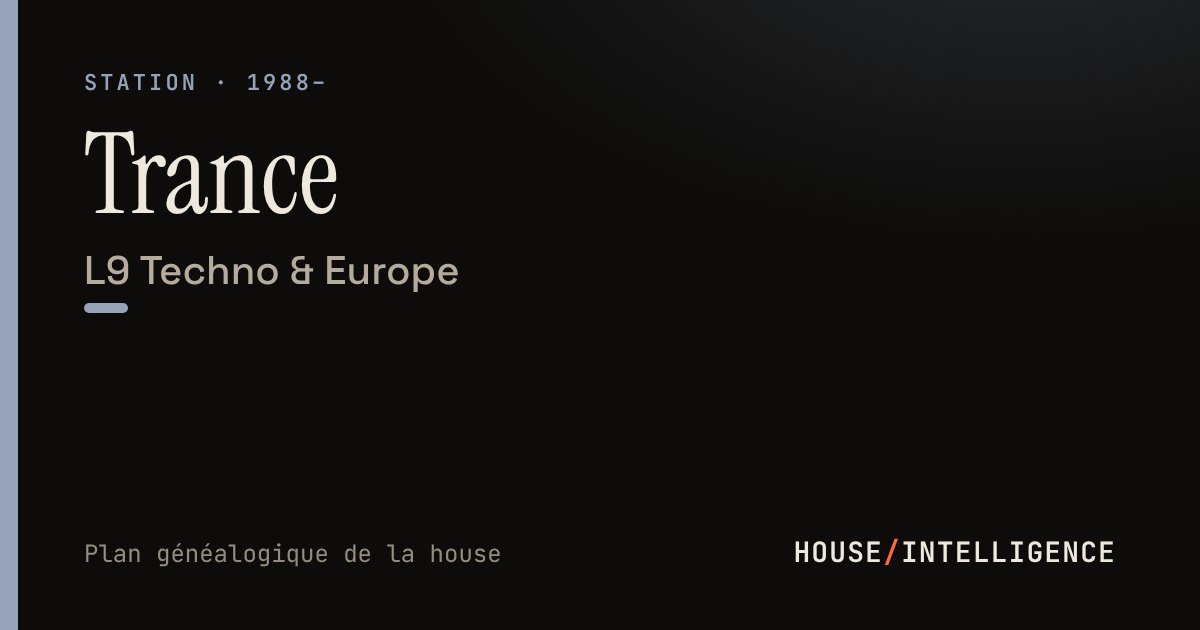 STATION · 1988–
Trance
L9 Techno & Europe
Plan généalogique de la house
HOUSE/INTELLIGENCE